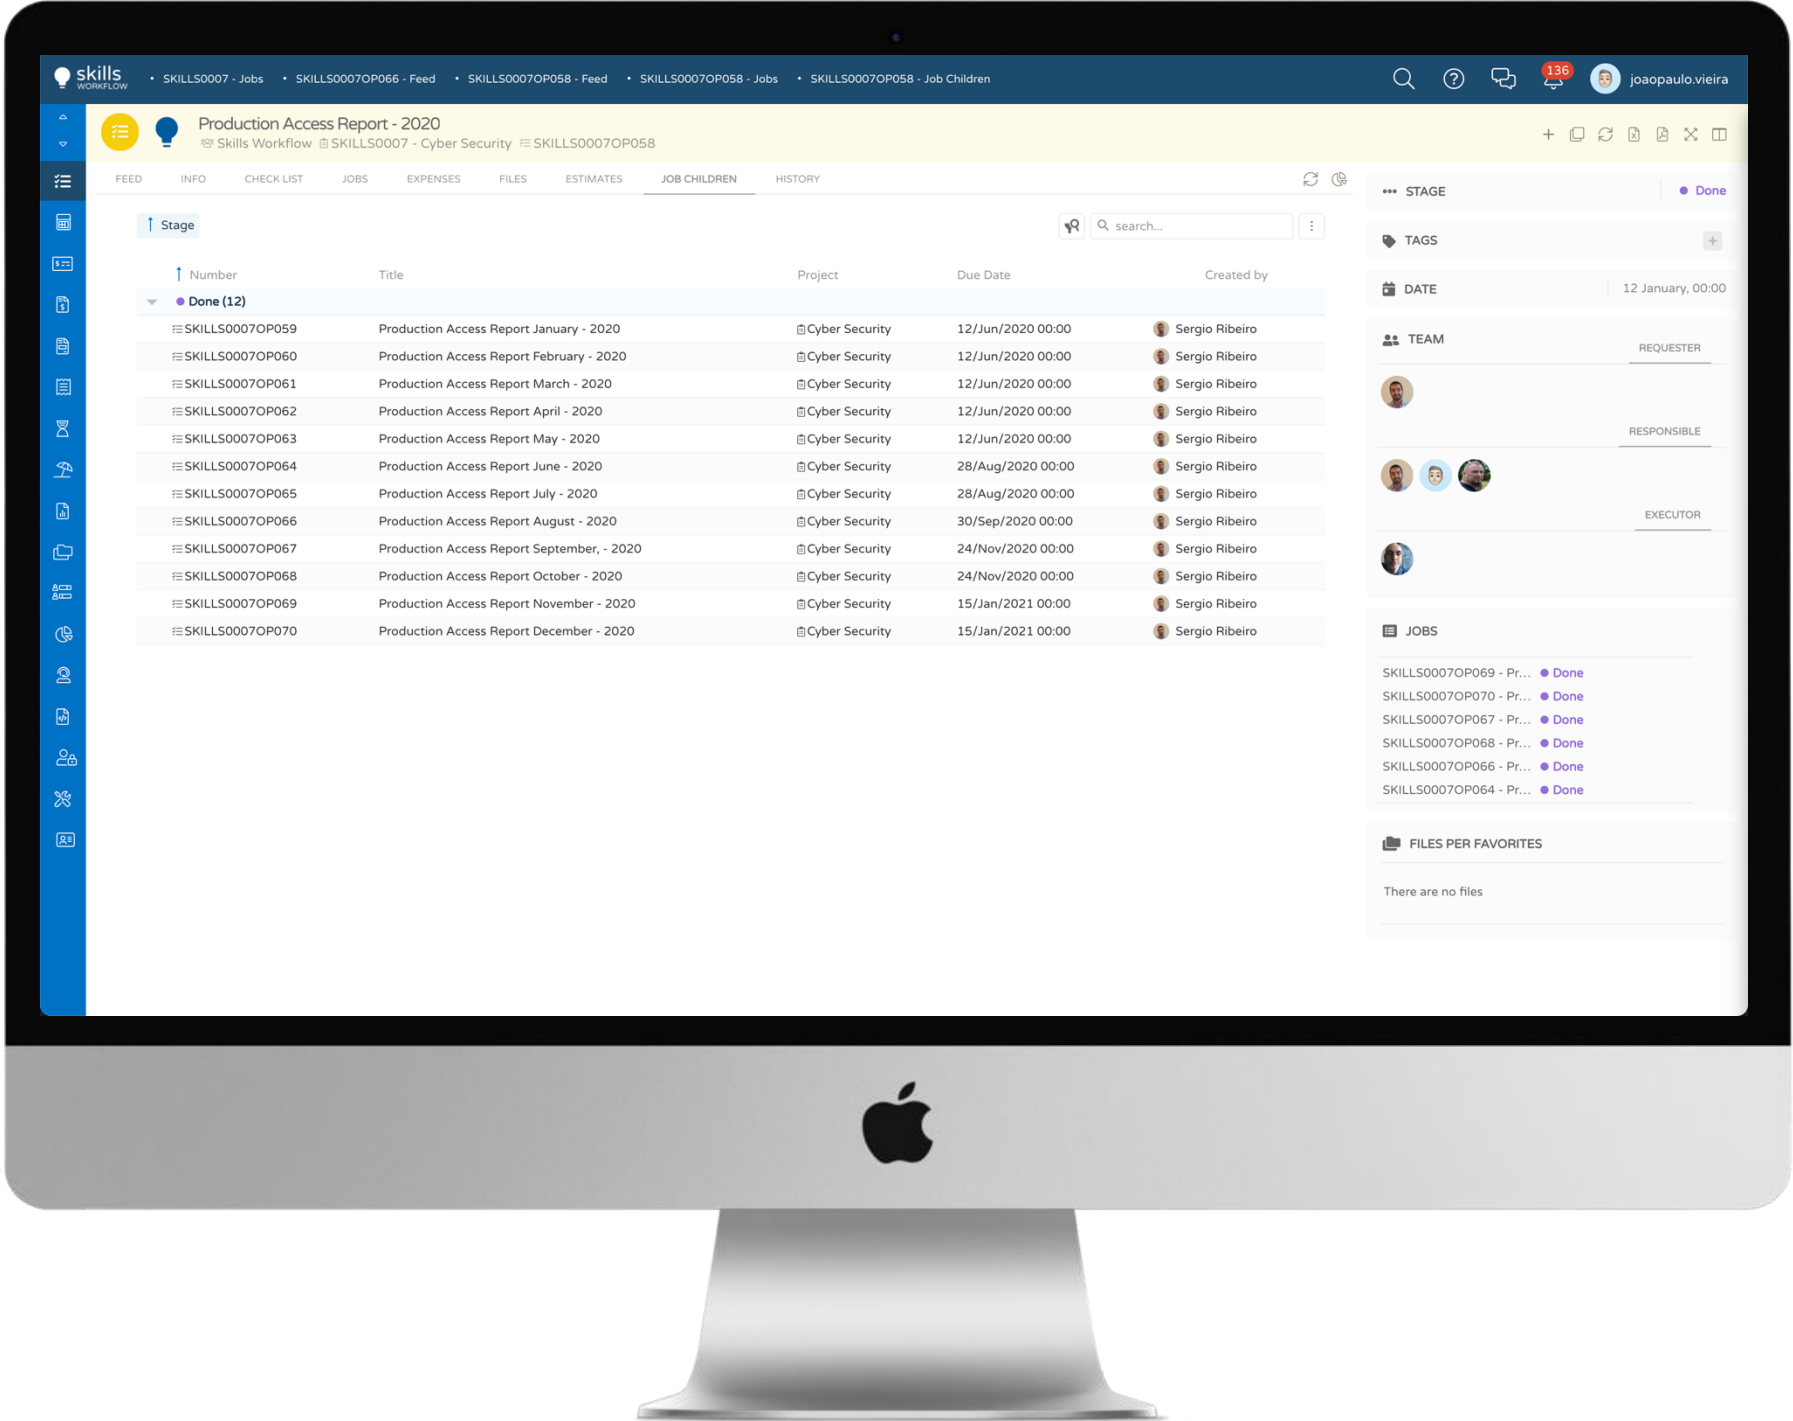 skills
WORKFLOW
• SKILLS0007 - Jobs • SKILLS0007OP066 - Feed • SKILLS0007OP058 - Feed • SKILLS0007OP058 - Jobs • SKILLS0007OP058 - Job Children
136
joaopaulo.vieira
Production Access Report - 2020
Skills Workflow SKILLS0007 - Cyber Security SKILLS0007OP058
FEED INFO CHECK LIST JOBS EXPENSES FILES ESTIMATES JOB CHILDREN HISTORY
Stage
search...
Number Title Project Due Date Created by
Done (12)
SKILLS0007OP059 Production Access Report January - 2020 Cyber Security 12/Jun/2020 00:00 Sergio Ribeiro
SKILLS0007OP060 Production Access Report February - 2020 Cyber Security 12/Jun/2020 00:00 Sergio Ribeiro
SKILLS0007OP061 Production Access Report March - 2020 Cyber Security 12/Jun/2020 00:00 Sergio Ribeiro
SKILLS0007OP062 Production Access Report April - 2020 Cyber Security 12/Jun/2020 00:00 Sergio Ribeiro
SKILLS0007OP063 Production Access Report May - 2020 Cyber Security 12/Jun/2020 00:00 Sergio Ribeiro
SKILLS0007OP064 Production Access Report June - 2020 Cyber Security 28/Aug/2020 00:00 Sergio Ribeiro
SKILLS0007OP065 Production Access Report July - 2020 Cyber Security 28/Aug/2020 00:00 Sergio Ribeiro
SKILLS0007OP066 Production Access Report August - 2020 Cyber Security 30/Sep/2020 00:00 Sergio Ribeiro
SKILLS0007OP067 Production Access Report September, - 2020 Cyber Security 24/Nov/2020 00:00 Sergio Ribeiro
SKILLS0007OP068 Production Access Report October - 2020 Cyber Security 24/Nov/2020 00:00 Sergio Ribeiro
SKILLS0007OP069 Production Access Report November - 2020 Cyber Security 15/Jan/2021 00:00 Sergio Ribeiro
SKILLS0007OP070 Production Access Report December - 2020 Cyber Security 15/Jan/2021 00:00 Sergio Ribeiro
STAGE Done
TAGS
DATE 12 January, 00:00
TEAM
REQUESTER
RESPONSIBLE
EXECUTOR
JOBS
SKILLS0007OP069 - Pr... Done
SKILLS0007OP070 - Pr... Done
SKILLS0007OP067 - Pr... Done
SKILLS0007OP068 - Pr... Done
SKILLS0007OP066 - Pr... Done
SKILLS0007OP064 - Pr... Done
FILES PER FAVORITES
There are no files